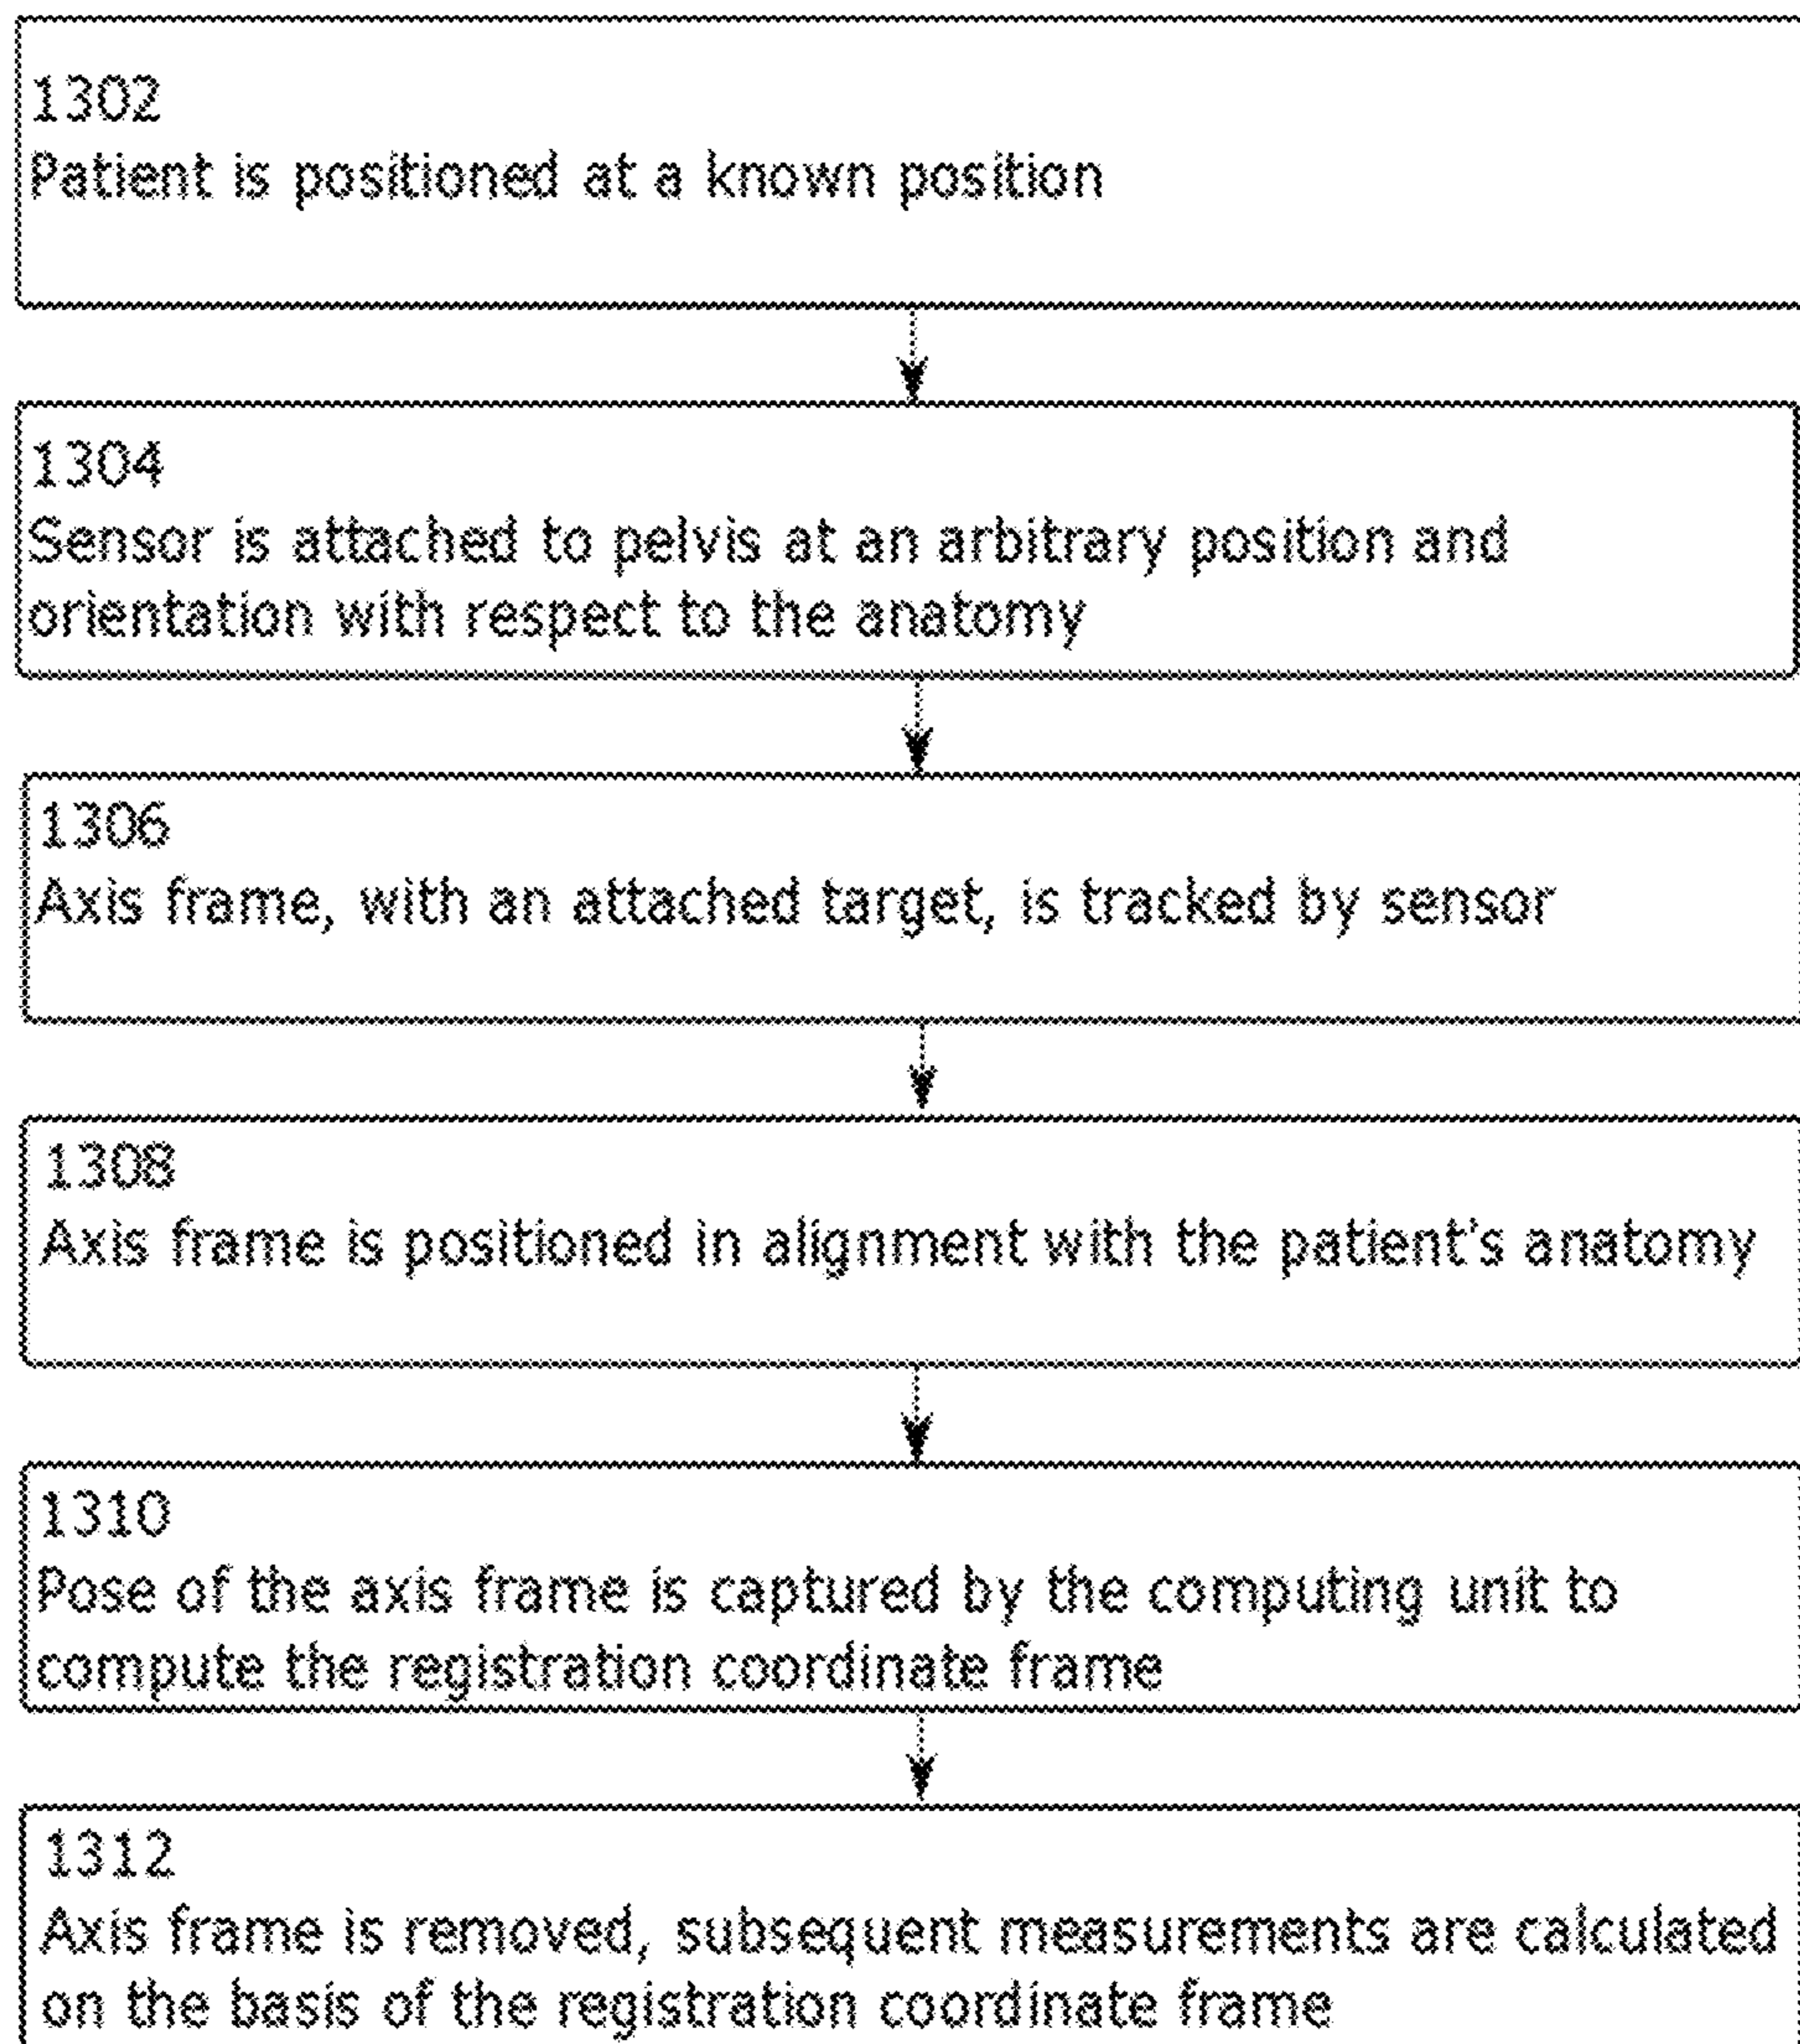 1302
Patient is positioned at a known position
1304
Sensor is attached to pelvis at an arbitrary position and
orientation with respect to the anatomy
1306
Axis frame, with an attached target, is tracked by sensor
1308
Axis frame is positioned in alignment with the patient's anatomy
1310
Pose of the axis frame is captured by the computing unit to
compute the registration coordinate frame
1312
Axis frame is removed, subsequent measurements are calculated
on the basis of the registration coordinate frame